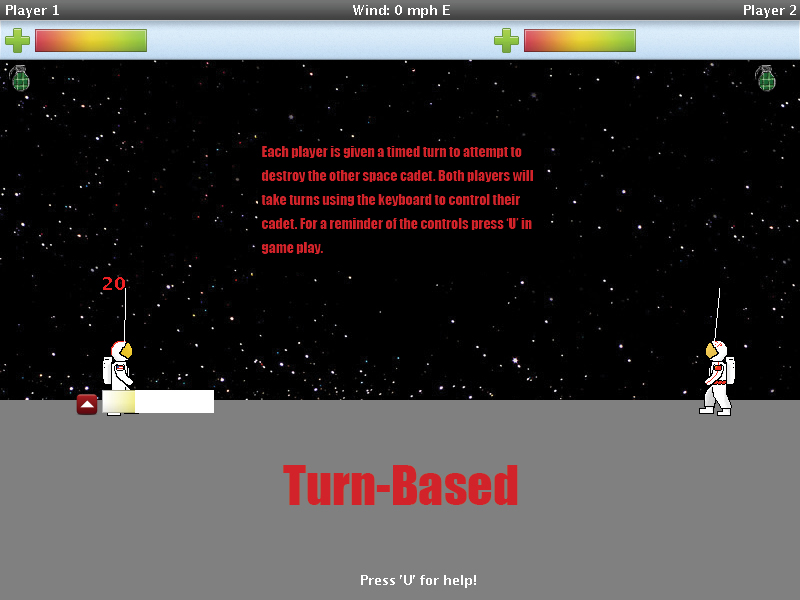 Player 1
Wind: 0 mph E
Player 2
Each player is given a timed turn to attempt to
destroy the other space cadet. Both players will
take turns using the keyboard to control their
cadet. For a reminder of the controls press 'U' in
game play.
20
Turn-Based
Press 'U' for help!